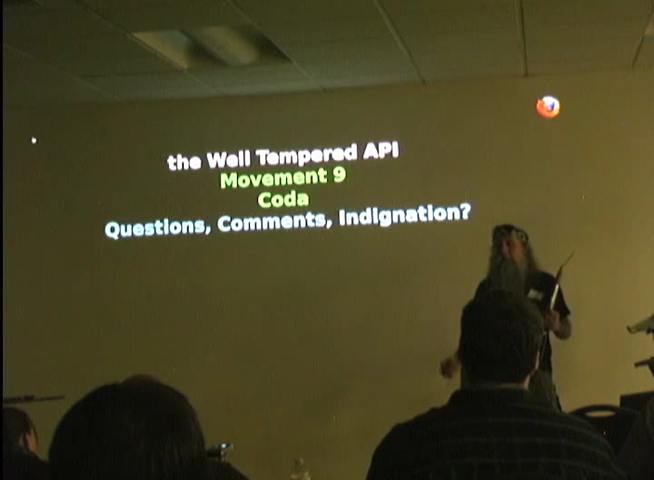 the Well Tempered API
Movement 9
Coda
Questions, Comments, Indignation?